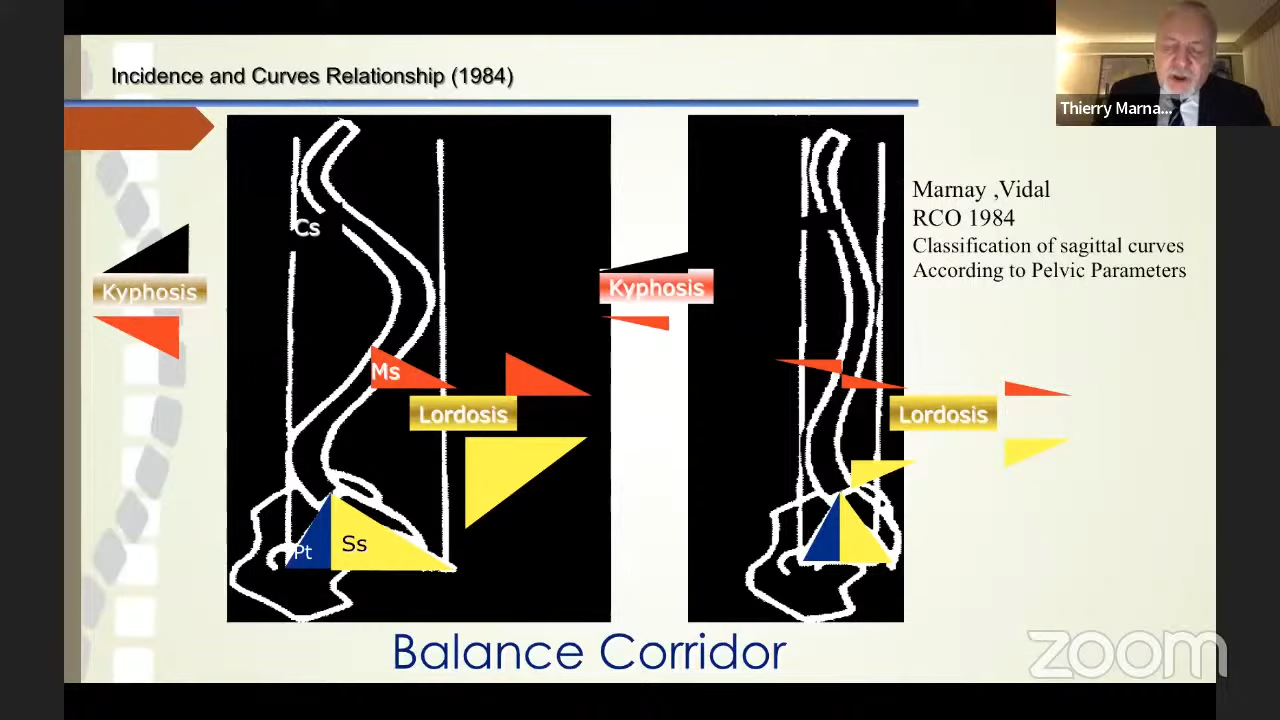 Incidence and Curves Relationship (1984)
Thierry Marna...
Marnay ,Vidal
RCO 1984
Classification of sagittal curves
According to Pelvic Parameters
Cs
Kyphosis
Kyphosis
Ms
Lordosis
Lordosis
Pt
Ss
Balance Corridor
zoom